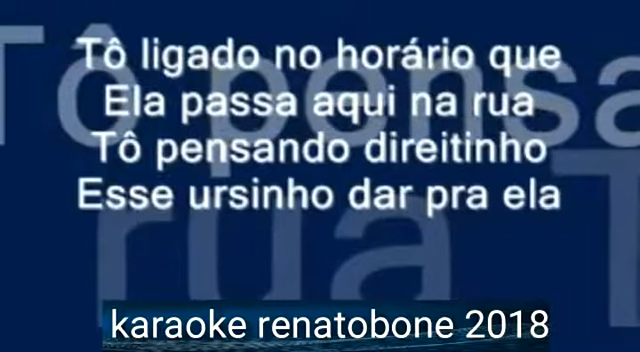 Tô ligado no horário que
Ela passa aqui na rua
Tô pensando direitinho
Esse ursinho dar pra ela
karaoke renatobone 2018